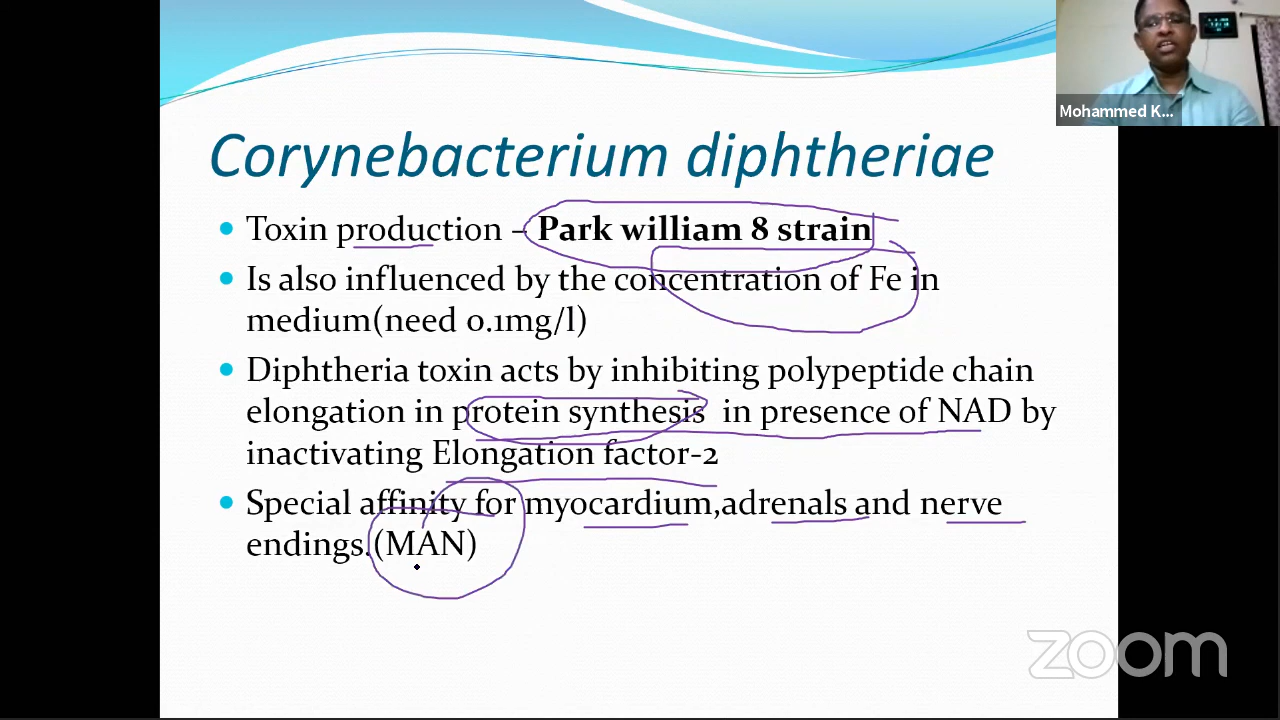 Mohammed K...
Corynebacterium diphtheriae
• Toxin production – Park william 8 strain
• Is also influenced by the concentration of Fe in
medium(need 0.1mg/l)
• Diphtheria toxin acts by inhibiting polypeptide chain
elongation in protein synthesis in presence of NAD by
inactivating Elongation factor-2
• Special affinity for myocardium,adrenals and nerve
endings.(MAN)
zoom